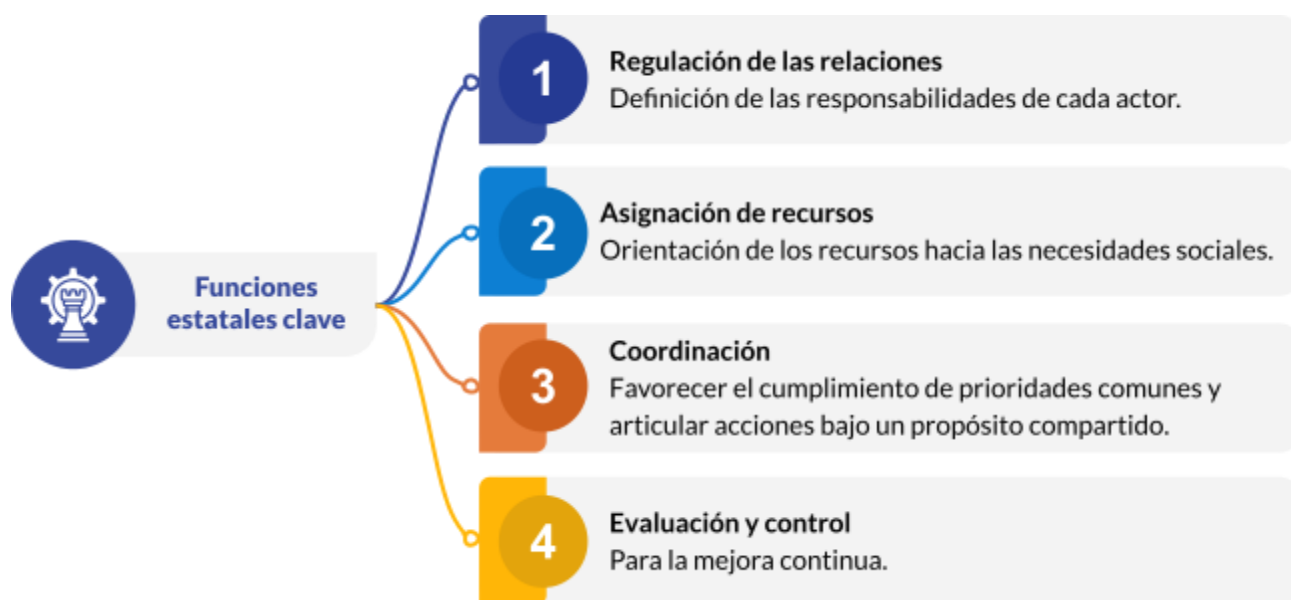 Funciones
estatales clave
1
Regulación de las relaciones
Definición de las responsabilidades de cada actor.
2
Asignación de recursos
Orientación de los recursos hacia las necesidades sociales.
3
Coordinación
Favorecer el cumplimiento de prioridades comunes y
articular acciones bajo un propósito compartido.
4
Evaluación y control
Para la mejora continua.